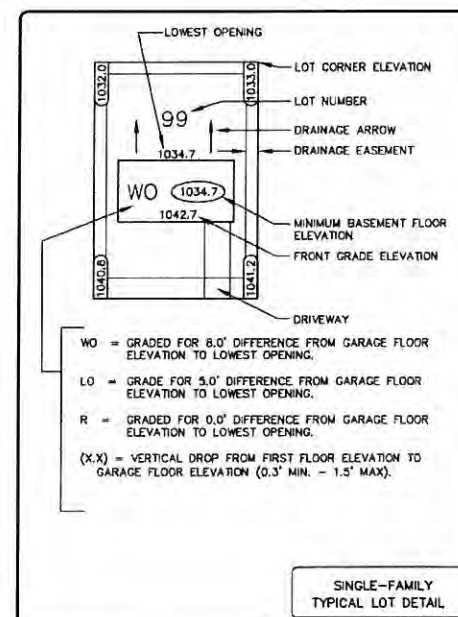 LOWEST OPENING
1032.0
1033.0
LOT CORNER ELEVATION
99
LOT NUMBER
DRAINAGE ARROW
DRAINAGE EASEMENT
1034.7
WO
1034.7
MINIMUM BASEMENT FLOOR
ELEVATION
1042.7
FRONT GRADE ELEVATION
1040.8
1041.2
DRIVEWAY
WO = GRADED FOR 8.0' DIFFERENCE FROM GARAGE FLOOR
ELEVATION TO LOWEST OPENING.
LO = GRADE FOR 5.0' DIFFERENCE FROM GARAGE FLOOR
ELEVATION TO LOWEST OPENING.
R = GRADED FOR 0.0' DIFFERENCE FROM GARAGE FLOOR
ELEVATION TO LOWEST OPENING.
(X.X) = VERTICAL DROP FROM FIRST FLOOR ELEVATION TO
GARAGE FLOOR ELEVATION (0.3' MIN. - 1.5' MAX).
SINGLE-FAMILY
TYPICAL LOT DETAIL